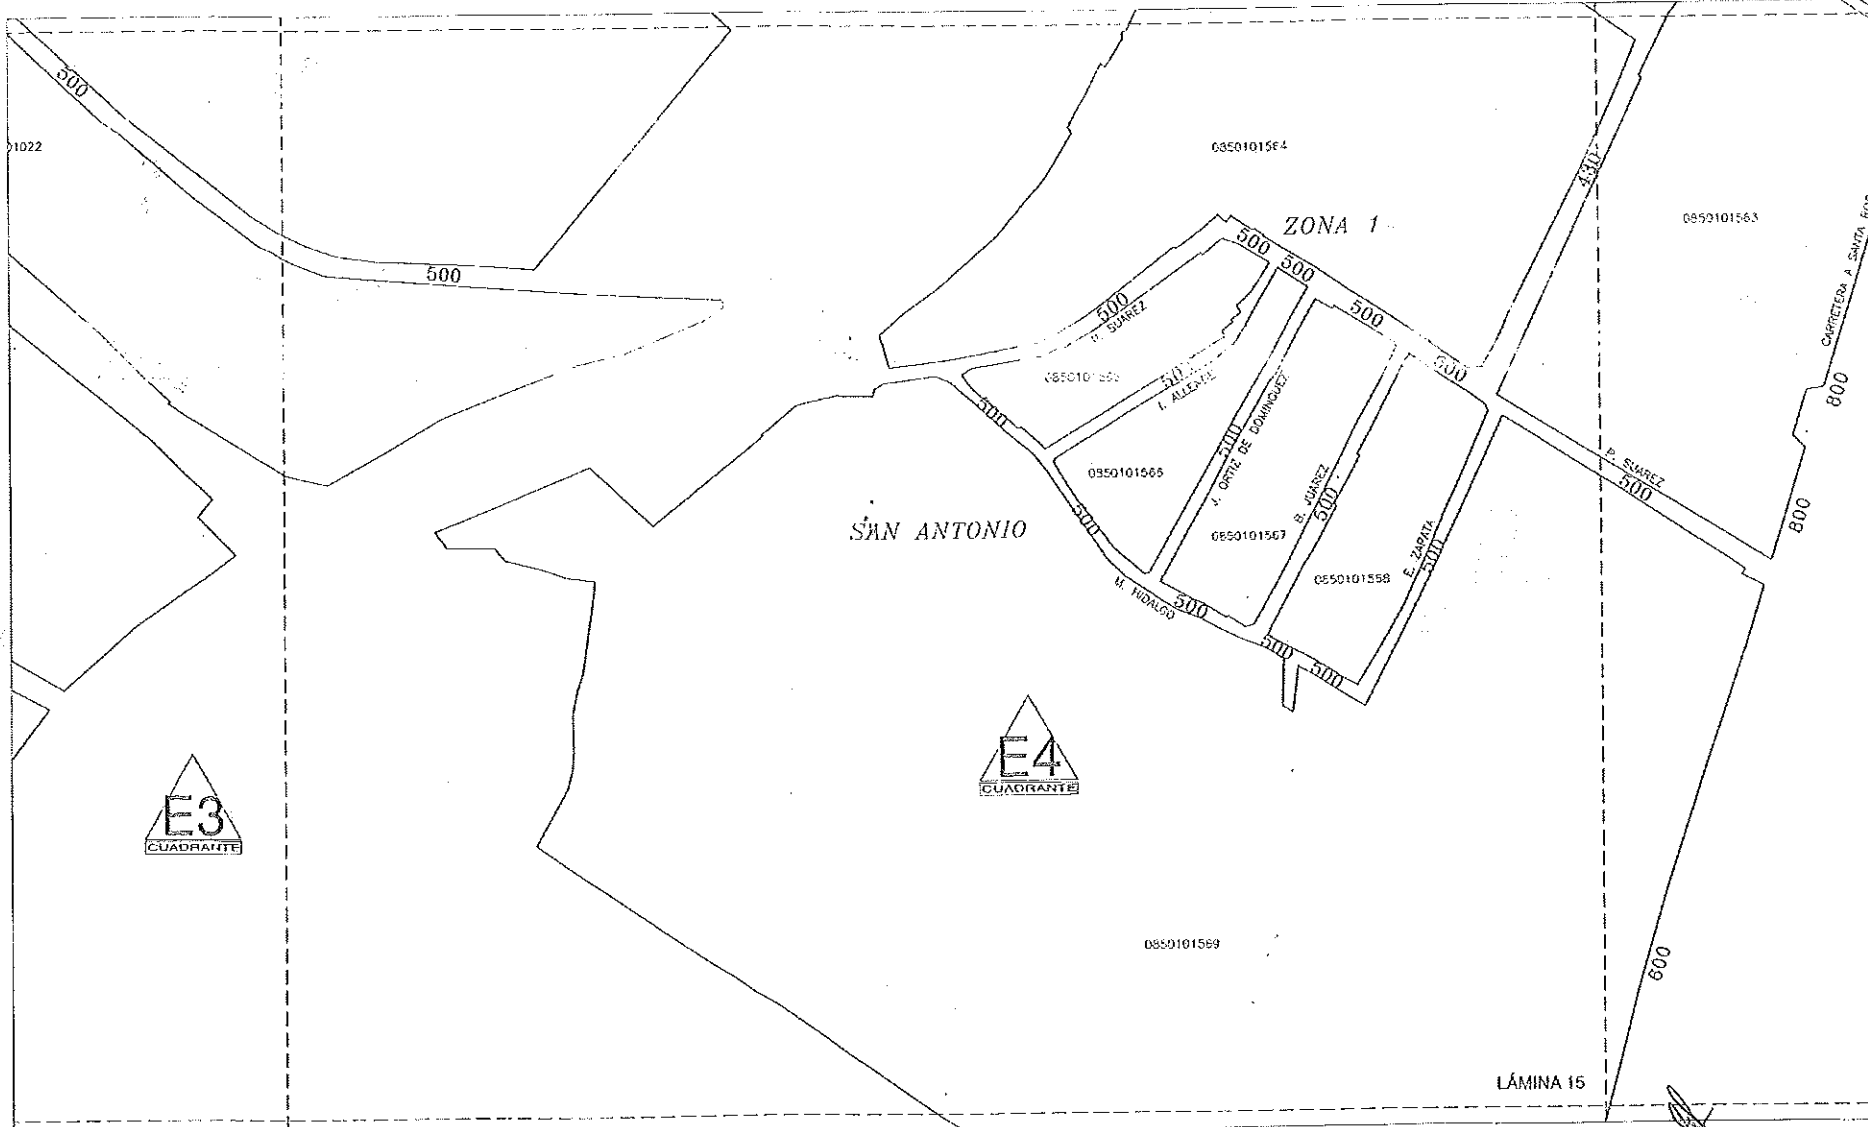 500
1022
500
0850101564
ZONA 1
430
0850101563
CARRETERA A SANTA
500
500
500
P. SUAREZ
500
I. ALLENDE
500
0850101565
500
J. ORTIZ DE DOMINGUEZ
500
0850101566
800
800
P. SUAREZ
500
SAN ANTONIO
500
B. JUAREZ
500
0850101567
E. ZAPATA
500
0850101568
M. HIDALGO
500
500
500
E4
CUADRANTE
E3
CUADRANTE
0850101569
600
LÁMINA 15